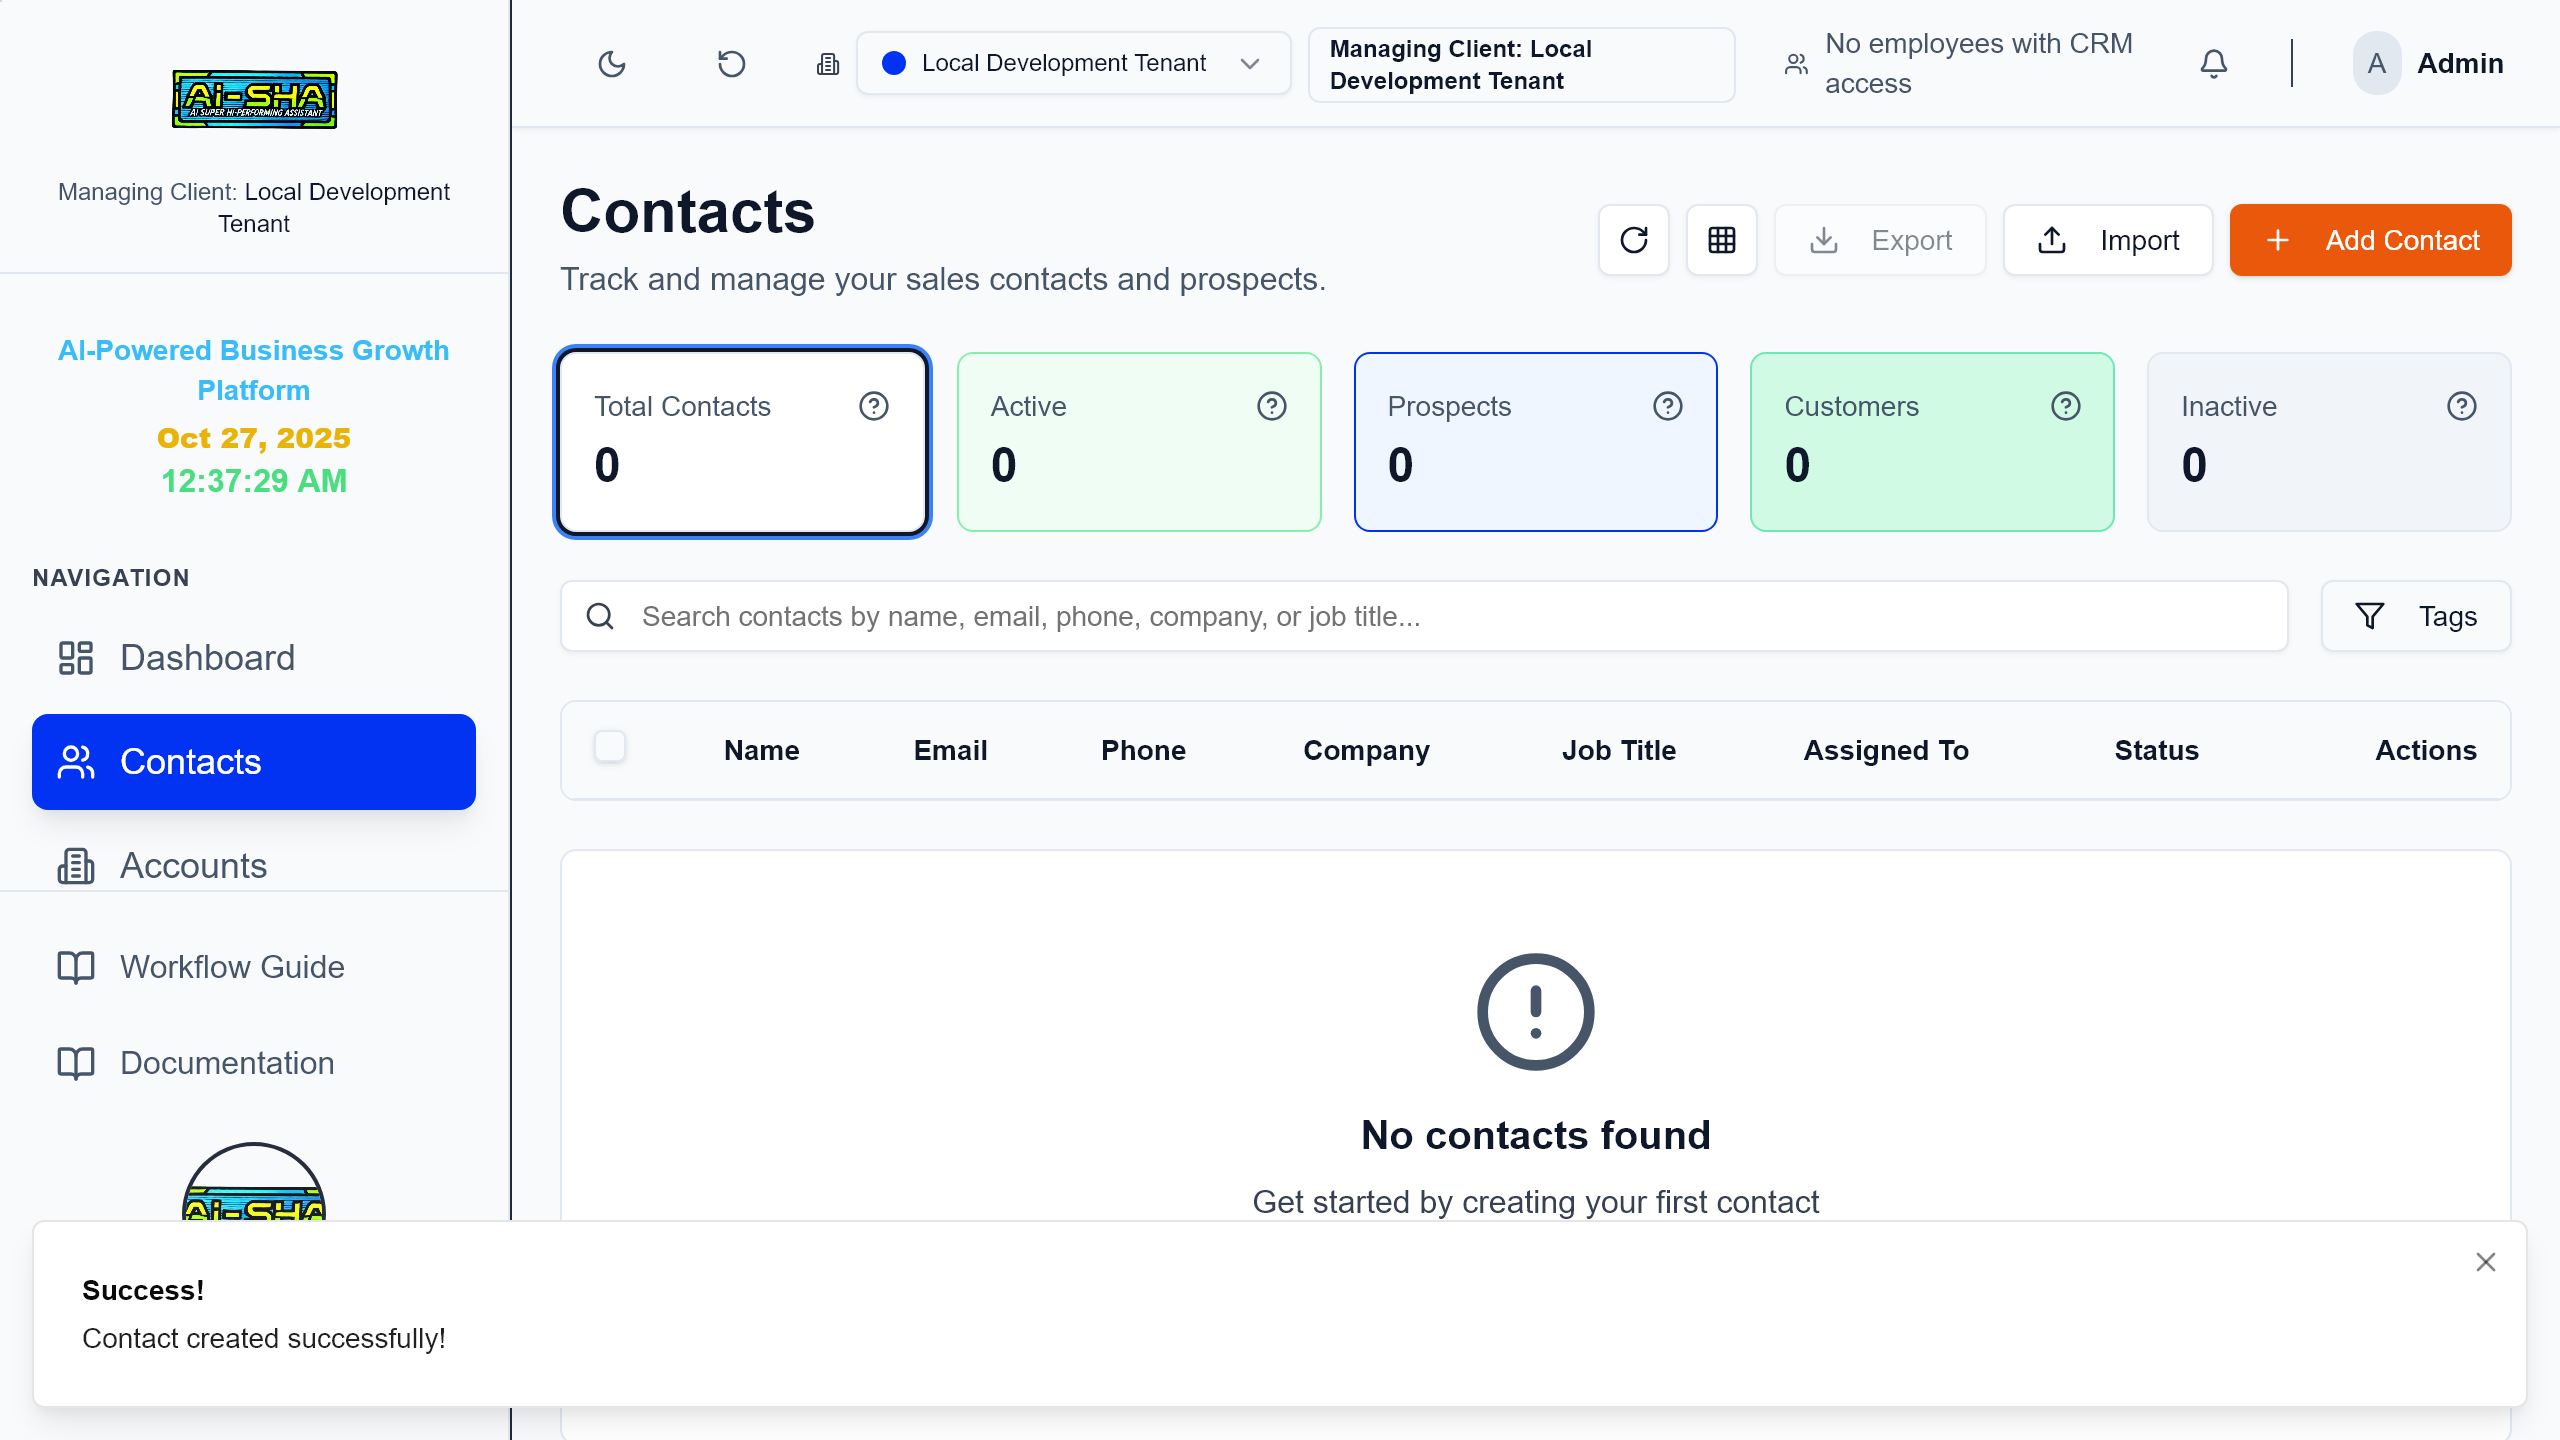 Ai-SHA
AI SUPER HI-PERFORMING ASSISTANT
Managing Client: Local Development
Tenant
AI-Powered Business Growth
Platform
Oct 27, 2025
12:37:29 AM
NAVIGATION
Dashboard
Contacts
Accounts
Workflow Guide
Documentation
Ai-SHA
Local Development Tenant
Managing Client: Local
Development Tenant
No employees with CRM
access
A
Admin
Contacts
Track and manage your sales contacts and prospects.
Export
Import
Add Contact
Total Contacts
0
Active
0
Prospects
0
Customers
0
Inactive
0
Search contacts by name, email, phone, company, or job title...
Tags
Name Email Phone Company Job Title Assigned To Status Actions
No contacts found
Get started by creating your first contact
Success!
Contact created successfully!